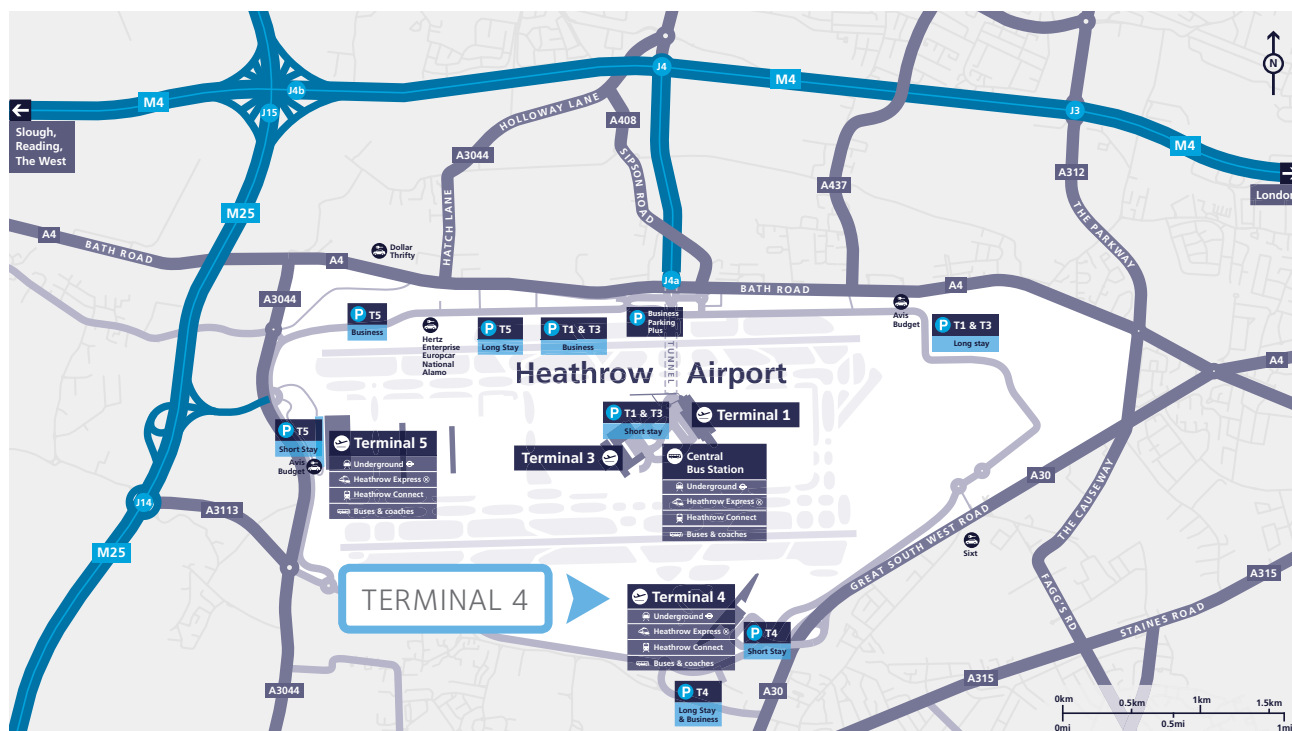 N
M4
J4b
J15
J4
M4
J3
M4
Slough,
Reading,
The West
London
HOLLOWAY LANE
A408
A3044
SIPSON ROAD
HATCH LANE
A437
A312
THE PARKWAY
M25
A4
BATH ROAD
A4
Dollar
Thrifty
J4a
BATH ROAD
A4
A3044
P T5
Business
Hertz
Enterprise
Europcar
National
Alamo
P T5
Long Stay
P T1 & T3
Business
P Business
Parking
Plus
TUNNEL
Avis
Budget
P T1 & T3
Long stay
A4
Heathrow Airport
P T1 & T3
Short stay
Terminal 1
P T5
Short Stay
Avis
Budget
Terminal 5
Underground
Heathrow Express
Heathrow Connect
Buses & coaches
Terminal 3
Central
Bus Station
Underground
Heathrow Express
Heathrow Connect
Buses & coaches
A30
J14
A3113
M25
GREAT SOUTH WEST ROAD
Sixt
THE CAUSEWAY
FAGG'S RD
A315
STAINES ROAD
TERMINAL 4
Terminal 4
Underground
Heathrow Express
Heathrow Connect
Buses & coaches
P T4
Short Stay
P T4
Long Stay
& Business
A3044
A30
A315
0km 0.5km 1km 1.5km
0mi 0.5mi 1mi